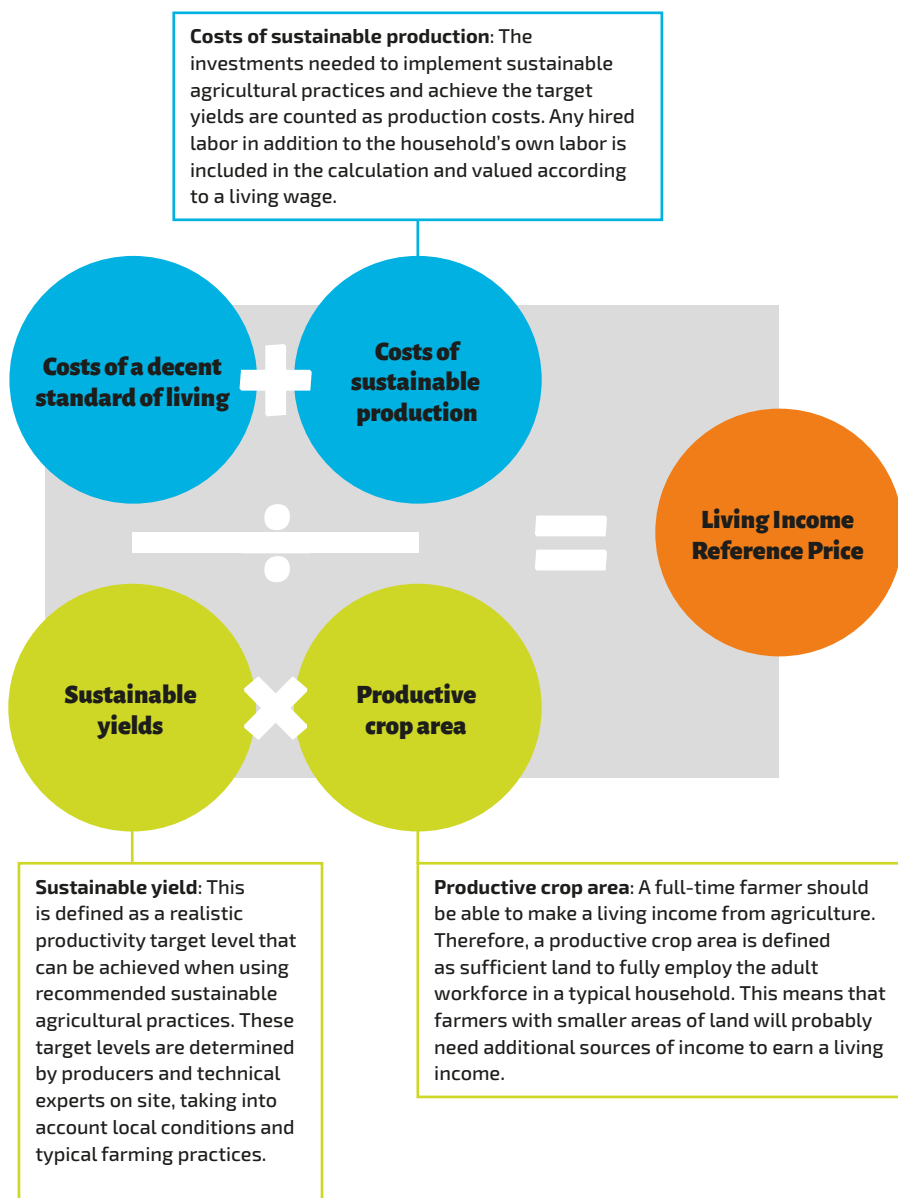 Costs of sustainable production: The
investments needed to implement sustainable
agricultural practices and achieve the target
yields are counted as production costs. Any hired
labor in addition to the household's own labor is
included in the calculation and valued according
to a living wage.
Costs of a decent
standard of living
+
Costs of
sustainable
production
÷
=
Living Income
Reference Price
Sustainable
yields
×
Productive
crop area
Sustainable yield: This
is defined as a realistic
productivity target level that
can be achieved when using
recommended sustainable
agricultural practices. These
target levels are determined
by producers and technical
experts on site, taking into
account local conditions and
typical farming practices.
Productive crop area: A full-time farmer should
be able to make a living income from agriculture.
Therefore, a productive crop area is defined
as sufficient land to fully employ the adult
workforce in a typical household. This means that
farmers with smaller areas of land will probably
need additional sources of income to earn a living
income.